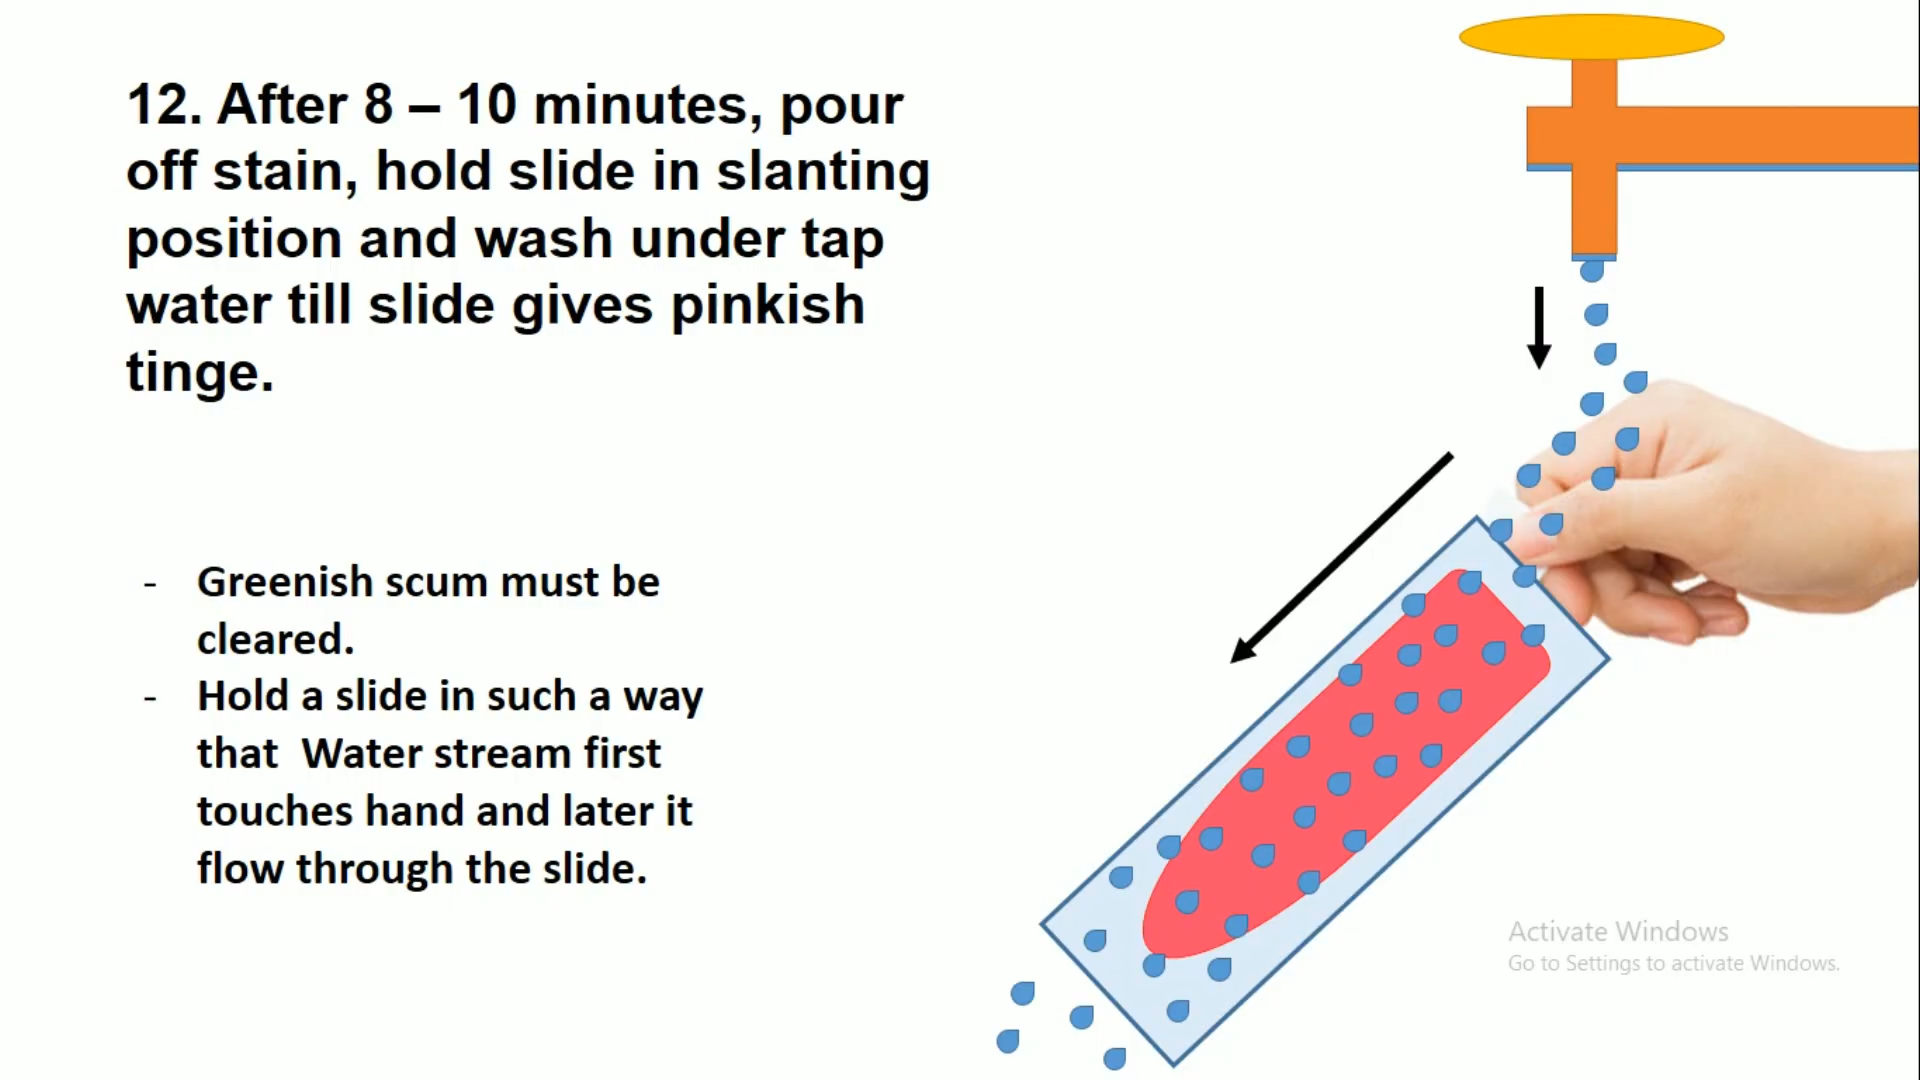 12. After 8 – 10 minutes, pour
off stain, hold slide in slanting
position and wash under tap
water till slide gives pinkish
tinge.
- Greenish scum must be
cleared.
- Hold a slide in such a way
that  Water stream first
touches hand and later it
flow through the slide.
Activate Windows
Go to Settings to activate Windows.